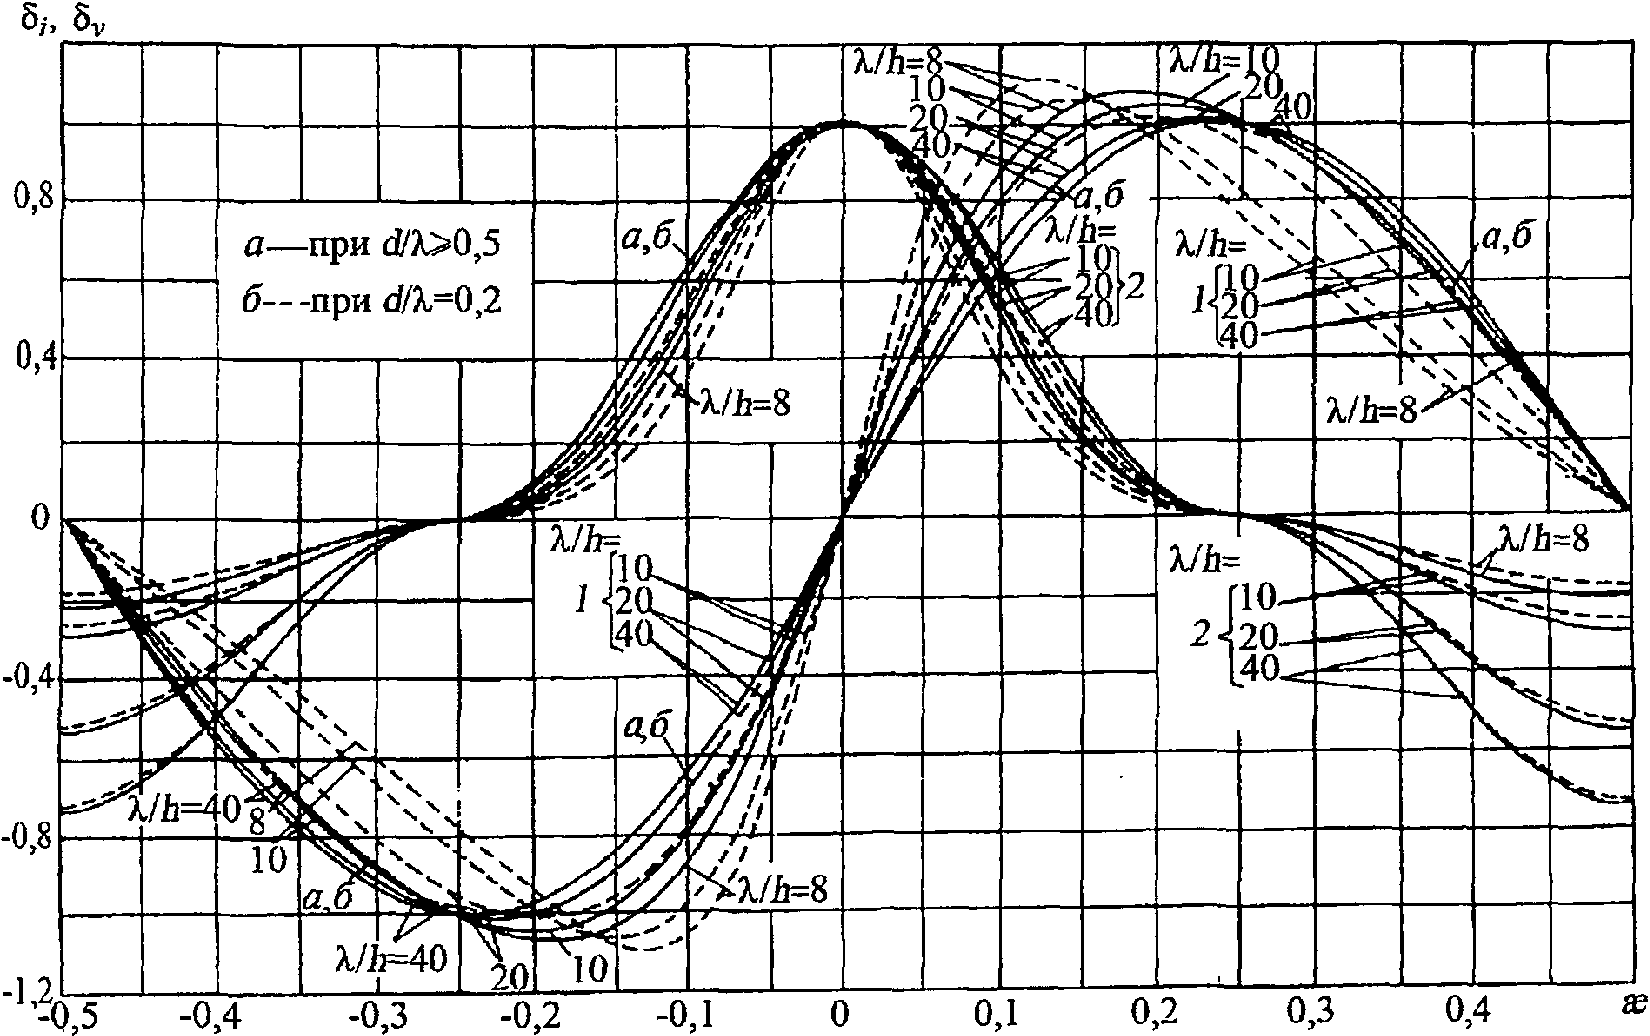 δi, δv
λ/h=8
10
20
40
λ/h=10
20
40
0,8
а—при d/λ⩾0,5
б---при d/λ=0,2
а,б
а,б
λ/h=
10
20
40
}2
λ/h=
1{10
20
40
а,б
0,4
λ/h=8
λ/h=8
0
λ/h=
1{10
20
40
λ/h=8
λ/h=
2{10
20
40
-0,4
а,б
λ/h=40
8
10
-0,8
а,б
λ/h=8
λ/h=40
20
10
-1,2
-0,5 -0,4 -0,3 -0,2 -0,1 0 0,1 0,2 0,3 0,4 æ